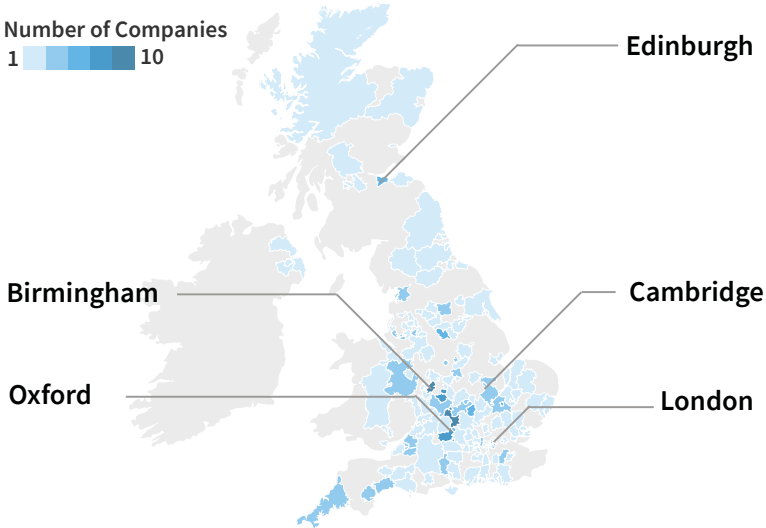 Number of Companies
1 10
Edinburgh
Birmingham
Cambridge
Oxford
London